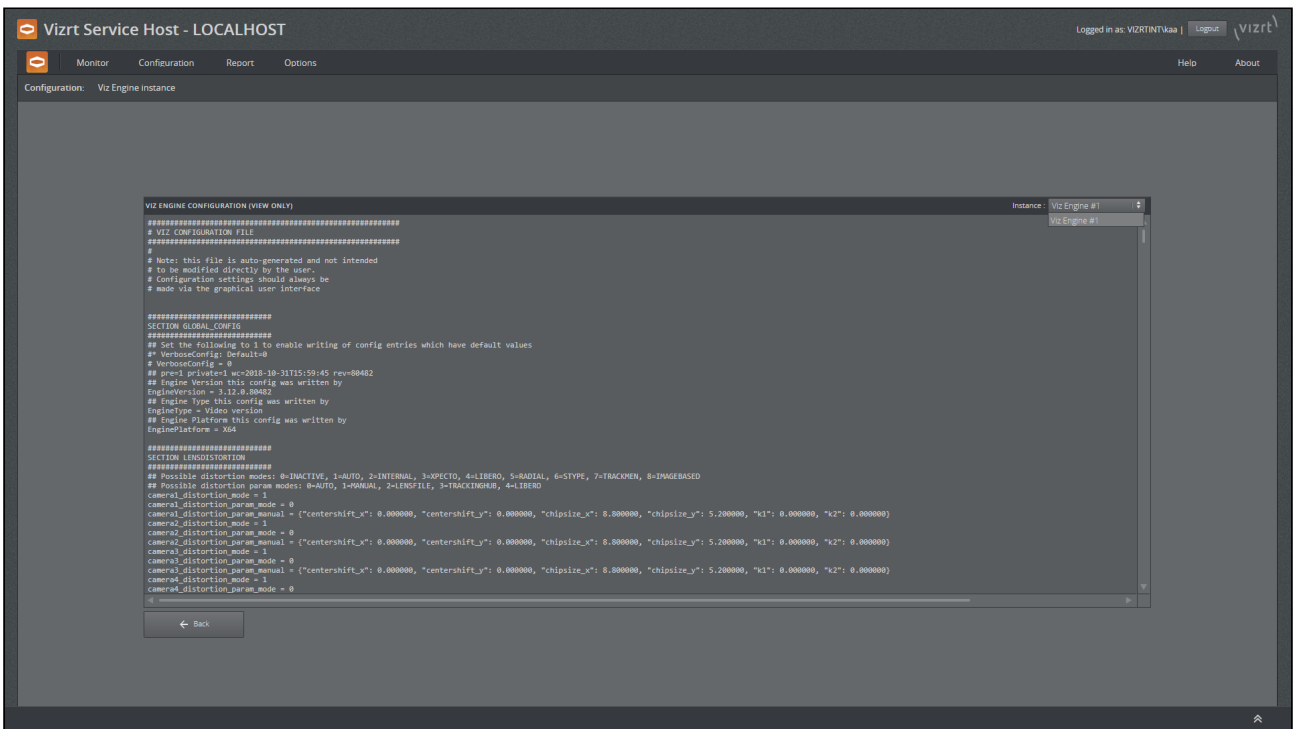 Vizrt Service Host - LOCALHOST
Logged in as: VIZRTINT\kaa | Logout vizrt
Monitor Configuration Report Options Help About
Configuration: Viz Engine instance
VIZ ENGINE CONFIGURATION (VIEW ONLY) Instance : Viz Engine #1
Viz Engine #1
#########################################################
# VIZ CONFIGURATION FILE
#########################################################
#
# Note: this file is auto-generated and not intended
# to be modified directly by the user.
# Configuration settings should always be
# made via the graphical user interface
############################
SECTION GLOBAL_CONFIG
############################
## Set the following to 1 to enable writing of config entries which have default values
#* VerboseConfig: Default=0
# VerboseConfig = 0
## pre=1 private=1 wc=2018-10-31T15:59:45 rev=80482
## Engine Version this config was written by
EngineVersion = 3.12.0.80482
## Engine Type this config was written by
EngineType = Video version
## Engine Platform this config was written by
EnginePlatform = X64
############################
SECTION LENSDISTORTION
############################
## Possible distortion modes: 0=INACTIVE, 1=AUTO, 2=INTERNAL, 3=XPECTO, 4=LIBERO, 5=RADIAL, 6=STYPE, 7=TRACKMEN, 8=IMAGEBASED
## Possible distortion param modes: 0=AUTO, 1=MANUAL, 2=LENSFILE, 3=TRACKINGHUB, 4=LIBERO
camera1_distortion_mode = 1
camera1_distortion_param_mode = 0
camera1_distortion_param_manual = {"centershift_x": 0.000000, "centershift_y": 0.000000, "chipsize_x": 8.800000, "chipsize_y": 5.200000, "k1": 0.000000, "k2": 0.000000}
camera2_distortion_mode = 1
camera2_distortion_param_mode = 0
camera2_distortion_param_manual = {"centershift_x": 0.000000, "centershift_y": 0.000000, "chipsize_x": 8.800000, "chipsize_y": 5.200000, "k1": 0.000000, "k2": 0.000000}
camera3_distortion_mode = 1
camera3_distortion_param_mode = 0
camera3_distortion_param_manual = {"centershift_x": 0.000000, "centershift_y": 0.000000, "chipsize_x": 8.800000, "chipsize_y": 5.200000, "k1": 0.000000, "k2": 0.000000}
camera4_distortion_mode = 1
camera4_distortion_param_mode = 0
Back